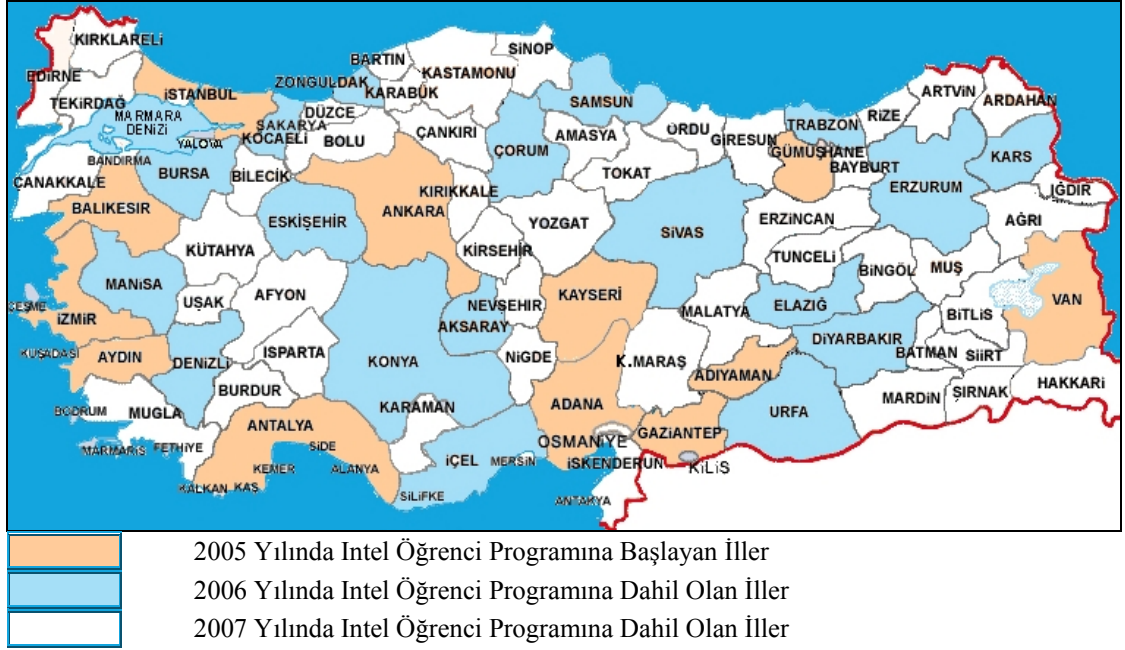 KIRKLARELİ
SİNOP
BARTIN
KASTAMONU
EDİRNE
ZONGULDAK
KARABÜK
ARTVİN
İSTANBUL
SAMSUN
ARDAHAN
TEKİRDAĞ
MARMARA
DENİZİ
DÜZCE
RİZE
SAKARYA
TRABZON
KOCAELİ
YALOVA
BOLU
ÇANKIRI
AMASYA
ORDU
GİRESUN
ÇORUM
GÜMÜŞHANE
KARS
BANDIRMA
BURSA
BİLECİK
BAYBURT
TOKAT
ÇANAKKALE
KIRIKKALE
ERZURUM
IĞDIR
BALIKESIR
ANKARA
ESKİŞEHİR
YOZGAT
ERZİNCAN
AĞRI
SİVAS
KÜTAHYA
KİRSEHİR
TUNCELİ
BİNGÖL
MUŞ
MANİSA
AFYON
UŞAK
NEVŞEHİR
KAYSERİ
MALATYA
ELAZIĞ
VAN
ÇEŞME
İZMİR
AKSARAY
BİTLİS
DİYARBAKIR
KUŞADASI
AYDIN
DENİZLİ
ISPARTA
KONYA
NİGDE
K.MARAŞ
BATMAN
SİİRT
ADIYAMAN
BURDUR
HAKKARİ
MARDİN
ŞIRNAK
BODRUM
MUGLA
KARAMAN
ADANA
URFA
ANTALYA
GAZİANTEP
MARMARİS
FETHİYE
SİDE
OSMANİYE
KEMER
ALANYA
İÇEL
MERSİN
İSKENDERUN
KİLİS
KALKAN
KAŞ
SİLİFKE
ANTAKYA
2005 Yılında Intel Öğrenci Programına Başlayan İller
2006 Yılında Intel Öğrenci Programına Dahil Olan İller
2007 Yılında Intel Öğrenci Programına Dahil Olan İller